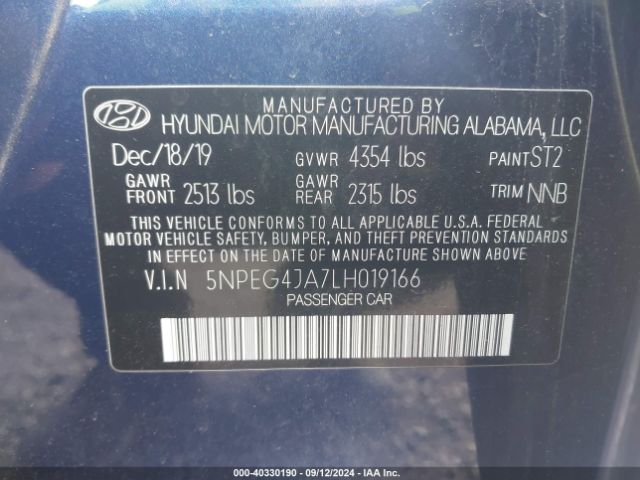 MANUFACTURED BY
HYUNDAI MOTOR MANUFACTURING ALABAMA, LLC
Dec/18/19 GVWR 4354 lbs PAINT ST2
GAWR FRONT 2513 lbs GAWR REAR 2315 lbs TRIM NNB
THIS VEHICLE CONFORMS TO ALL APPLICABLE U.S.A. FEDERAL
MOTOR VEHICLE SAFETY, BUMPER, AND THEFT PREVENTION STANDARDS
IN EFFECT ON THE DATE OF MANUFACTURE SHOWN ABOVE.
V.I.N 5NPEG4JA7LH019166
PASSENGER CAR
000-40330190 - 09/12/2024 - IAA Inc.